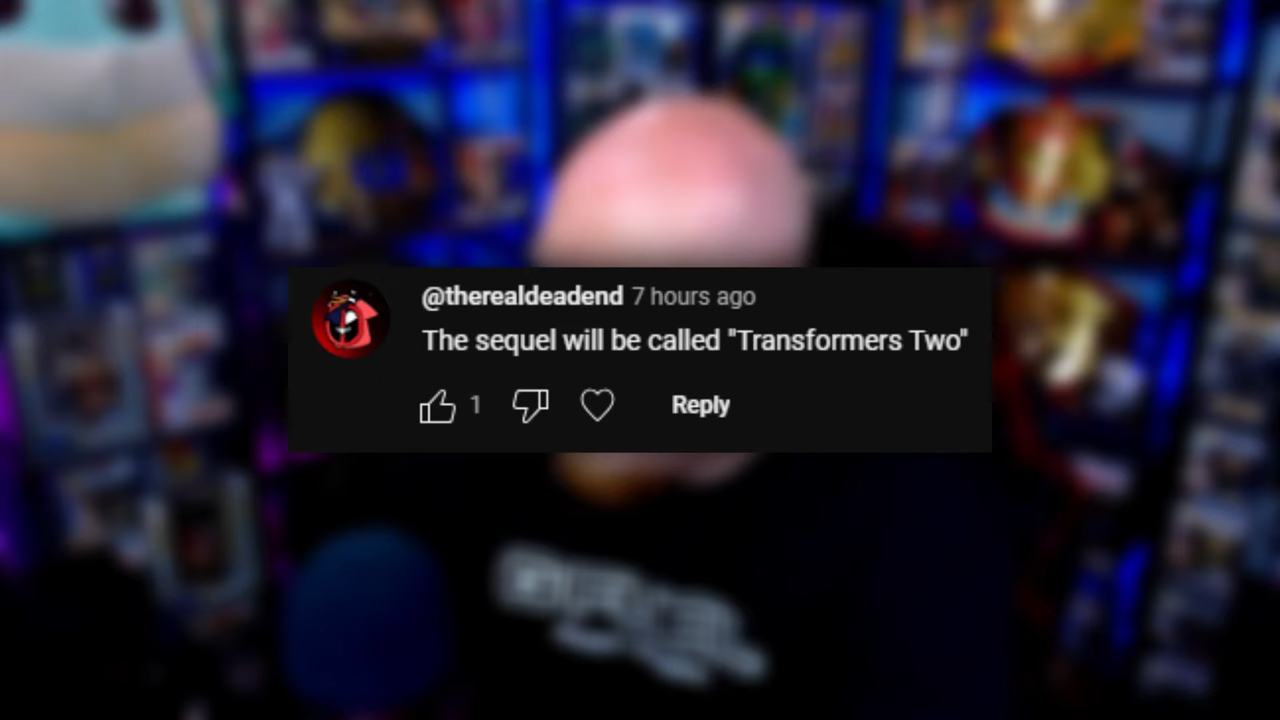 @therealdeadend 7 hours ago
The sequel will be called "Transformers Two"
1 Reply